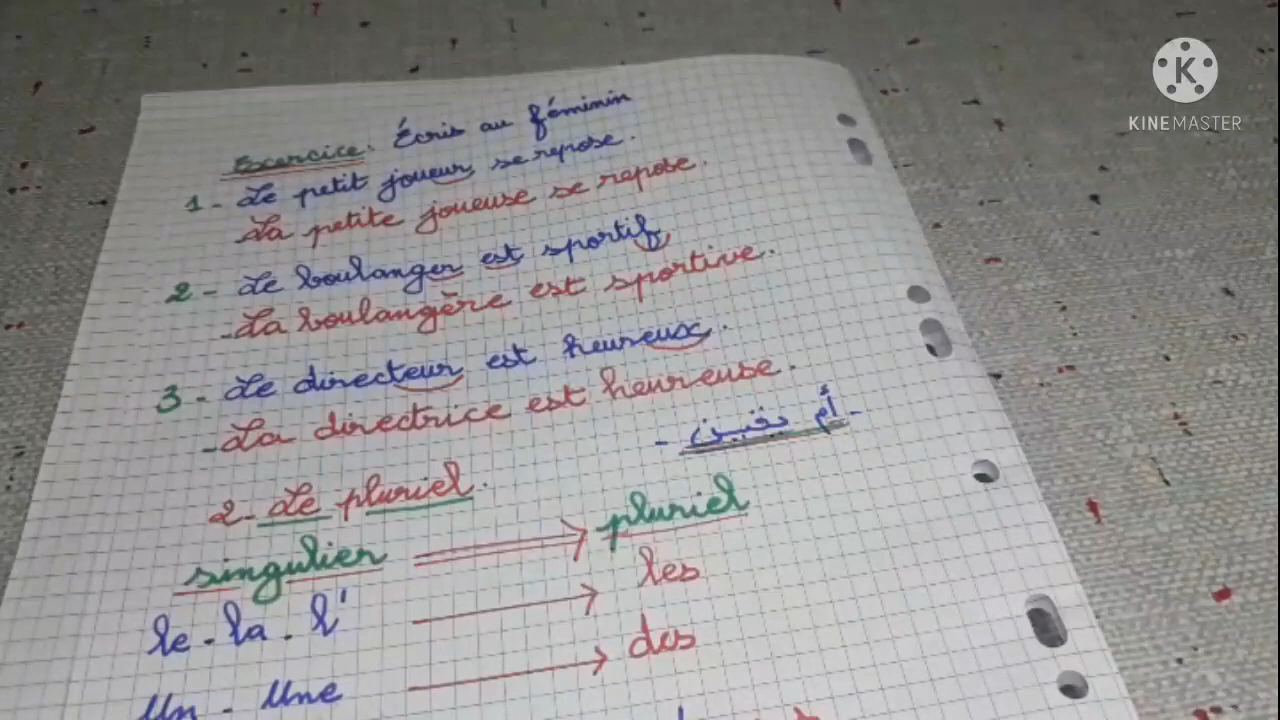 Exercice. Écris au féminin
1 - Le petit joueur se repose.
La petite joueuse se repose.
2 - Le boulanger est sportif
- La boulangère est sportive.
3 - Le directeur est heureux.
- La directrice est heureuse.
- أم يقين -
2 - Le pluriel.
singulier pluriel
le - la - l' les
un - une des
K
KINEMASTER